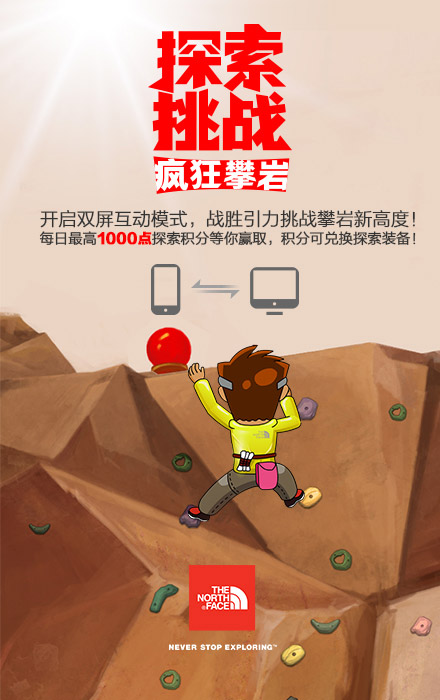 探索
挑战
疯狂攀岩
开启双屏互动模式，战胜引力挑战攀岩新高度！
每日最高1000点探索积分等你赢取，积分可兑换探索装备！
THE
NORTH
FACE
NEVER STOP EXPLORING™